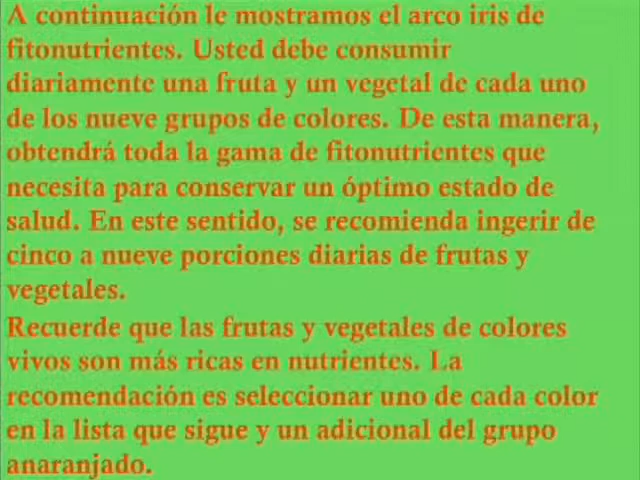 A continuación le mostramos el arco iris de
fitonutrientes. Usted debe consumir
diariamente una fruta y un vegetal de cada uno
de los nueve grupos de colores. De esta manera,
obtendrá toda la gama de fitonutrientes que
necesita para conservar un óptimo estado de
salud. En este sentido, se recomienda ingerir de
cinco a nueve porciones diarias de frutas y
vegetales.
Recuerde que las frutas y vegetales de colores
vivos son más ricas en nutrientes. La
recomendación es seleccionar uno de cada color
en la lista que sigue y un adicional del grupo
anaranjado.